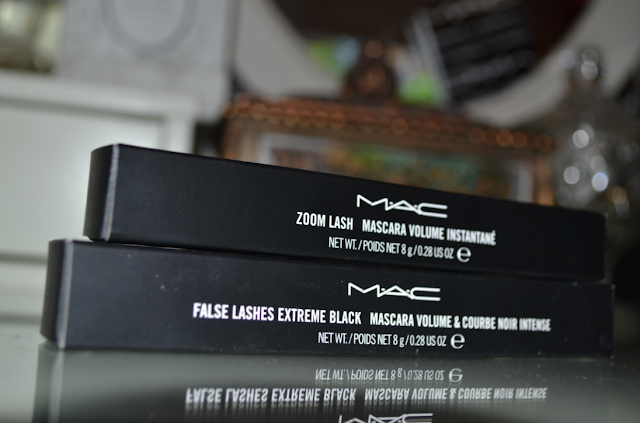 M·A·C
ZOOM LASH MASCARA VOLUME INSTANTANÉ
NET WT. / POIDS NET 8 g / 0.28 US OZ ℮
M·A·C
FALSE LASHES EXTREME BLACK MASCARA VOLUME & COURBE NOIR INTENSE
NET WT. / POIDS NET 8 g / 0.28 US OZ ℮